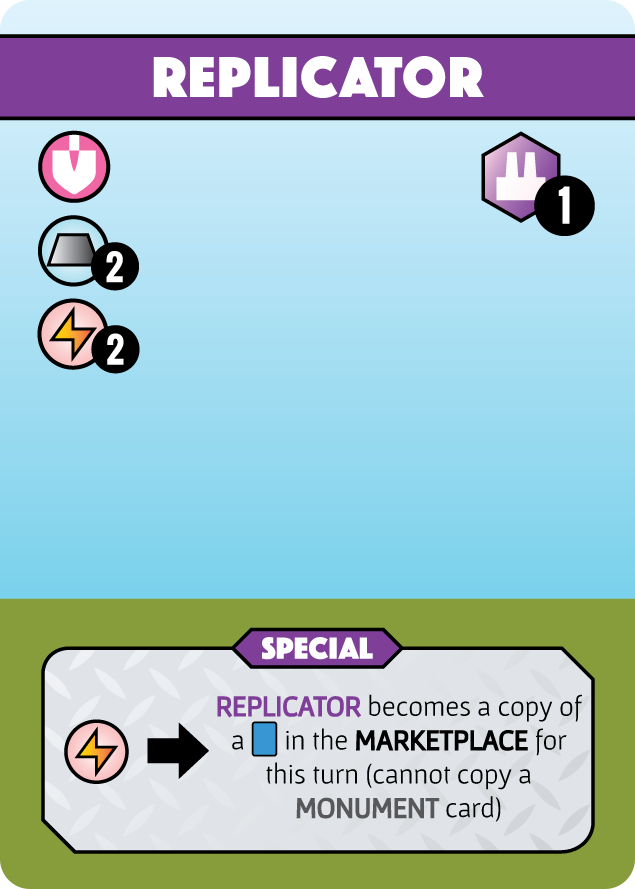 REPLICATOR
1
2
2
SPECIAL
REPLICATOR becomes a copy of
a in the MARKETPLACE for
this turn (cannot copy a
MONUMENT card)